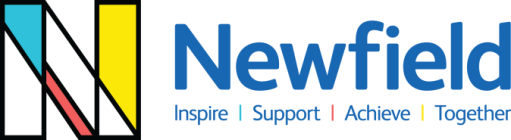 Newfield
Inspire | Support | Achieve | Together